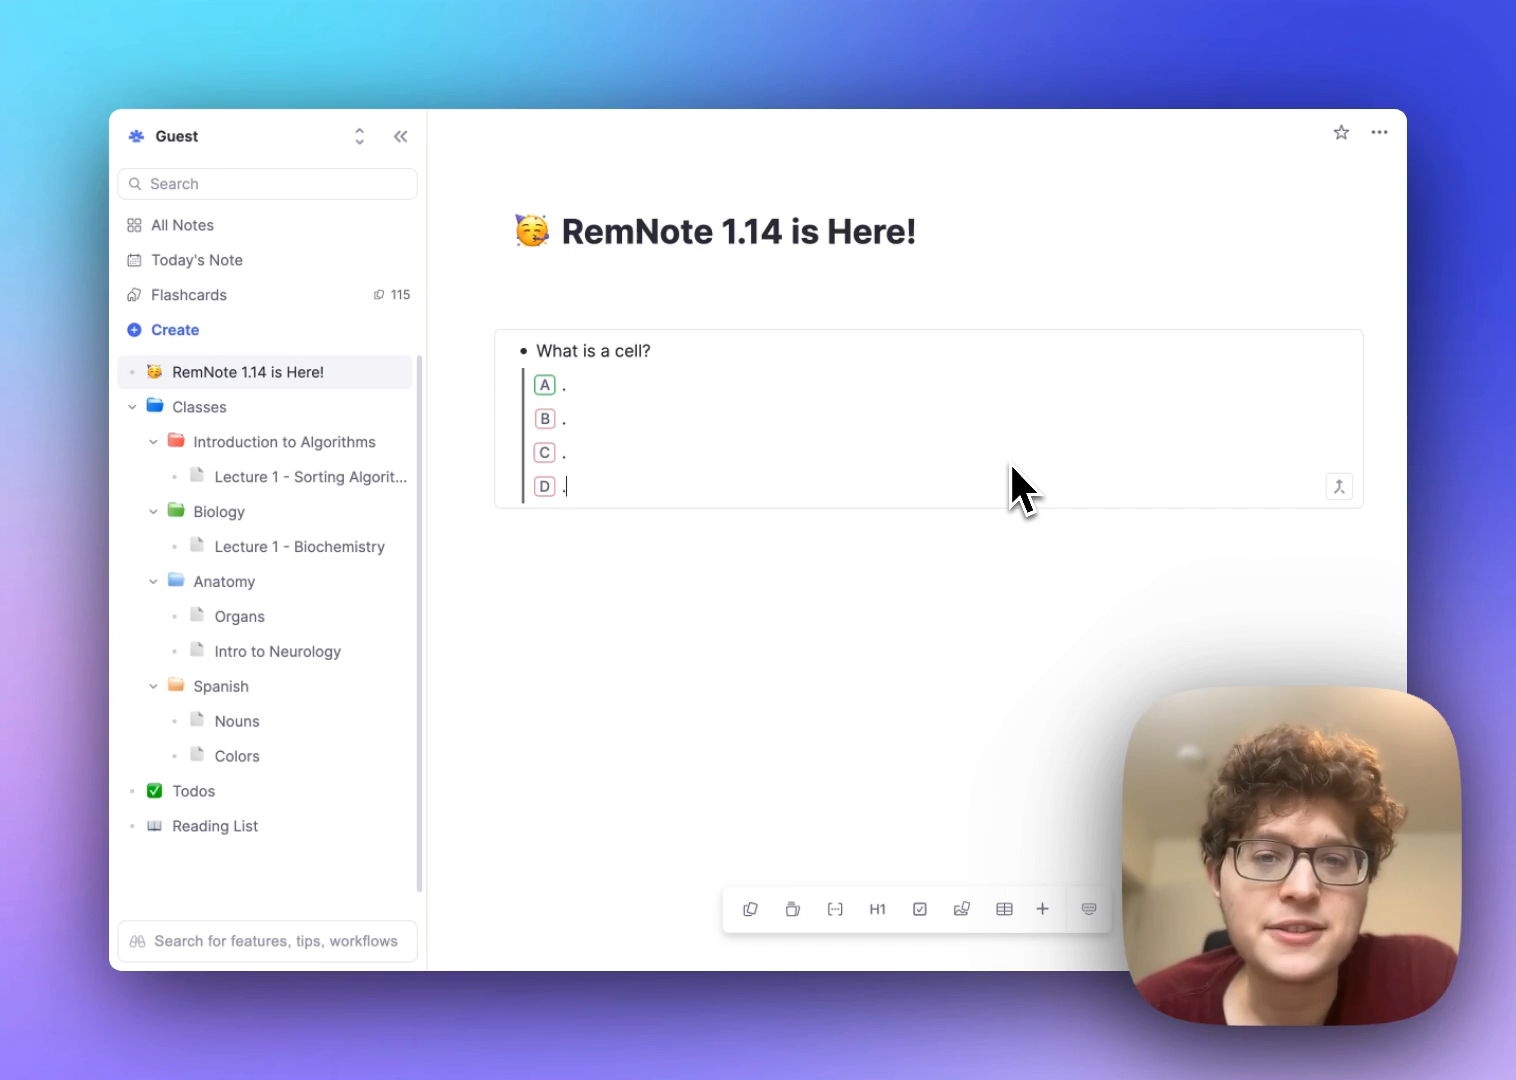 Guest
Search
All Notes
Today's Note
Flashcards 115
Create
RemNote 1.14 is Here!
Classes
Introduction to Algorithms
Lecture 1 - Sorting Algorit...
Biology
Lecture 1 - Biochemistry
Anatomy
Organs
Intro to Neurology
Spanish
Nouns
Colors
Todos
Reading List
Search for features, tips, workflows
RemNote 1.14 is Here!
What is a cell?
A .
B .
C .
D .
H1